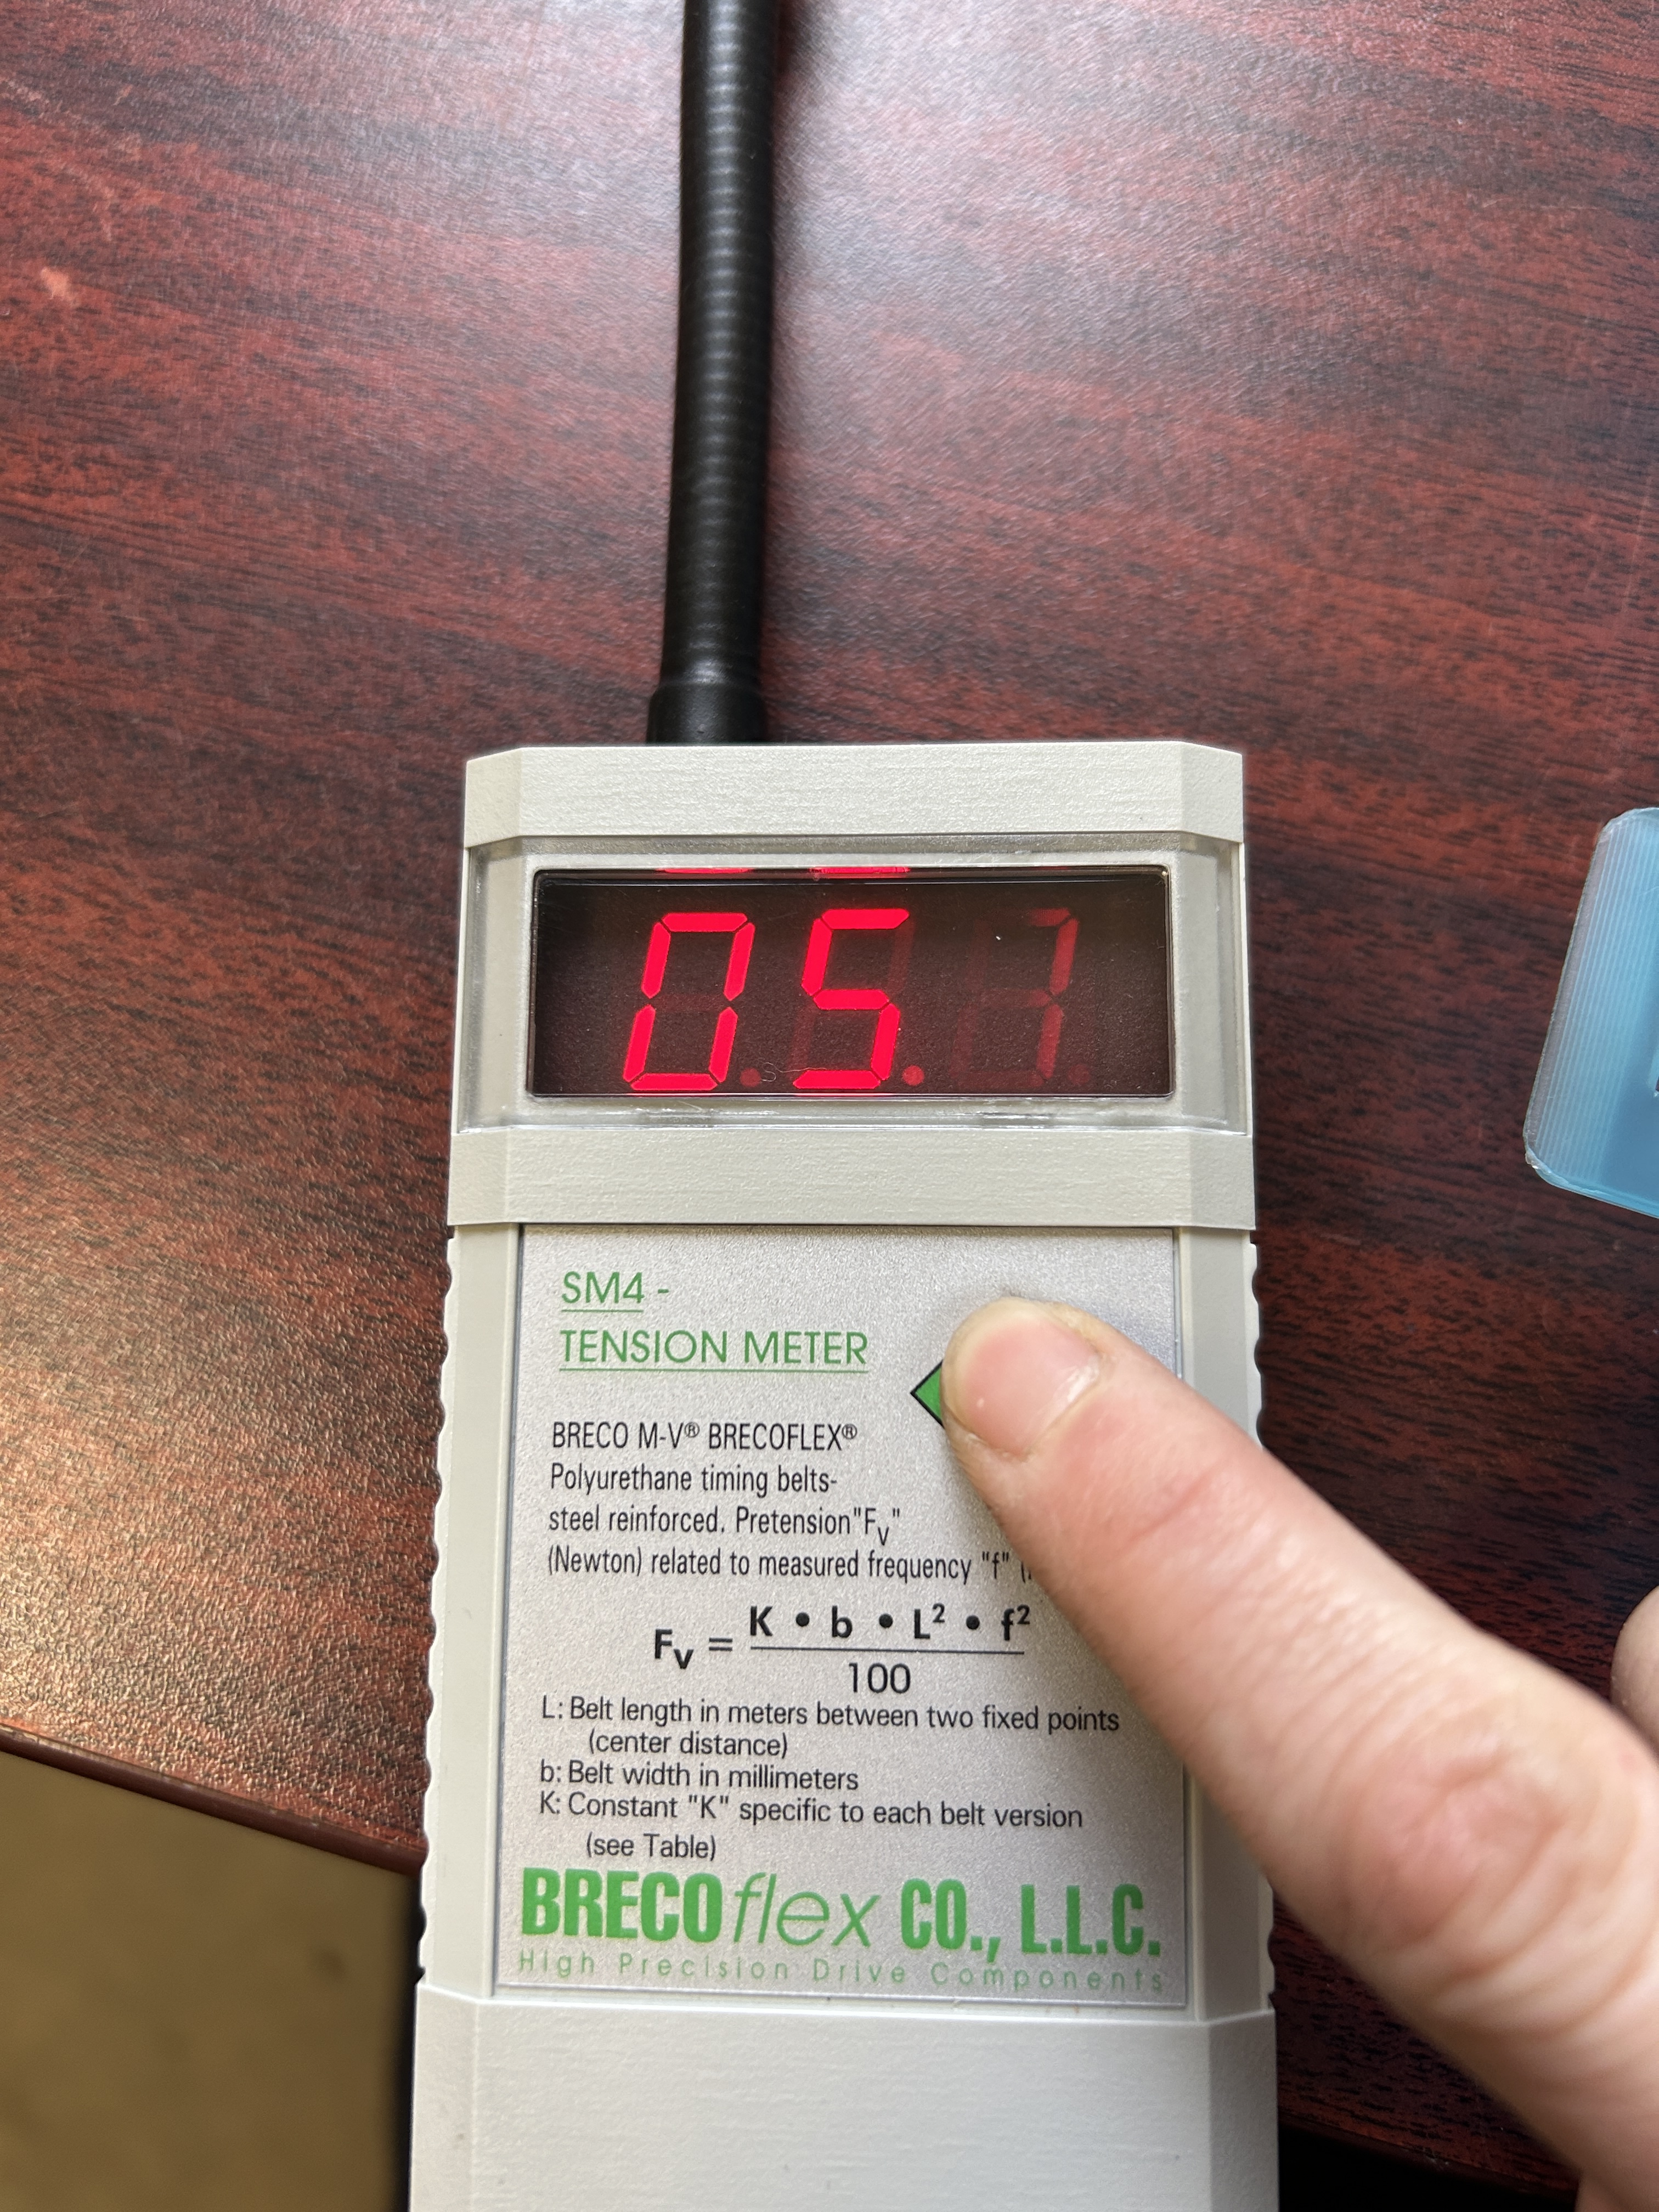 05.7
SM4 -
TENSION METER
BRECO M-V® BRECOFLEX®
Polyurethane timing belts-
steel reinforced. Pretension"Fv"
(Newton) related to measured frequency "f"
Fv = K • b • L² • f²
100
L: Belt length in meters between two fixed points
(center distance)
b: Belt width in millimeters
K: Constant "K" specific to each belt version
(see Table)
BRECOflex CO., L.L.C.
High Precision Drive Components